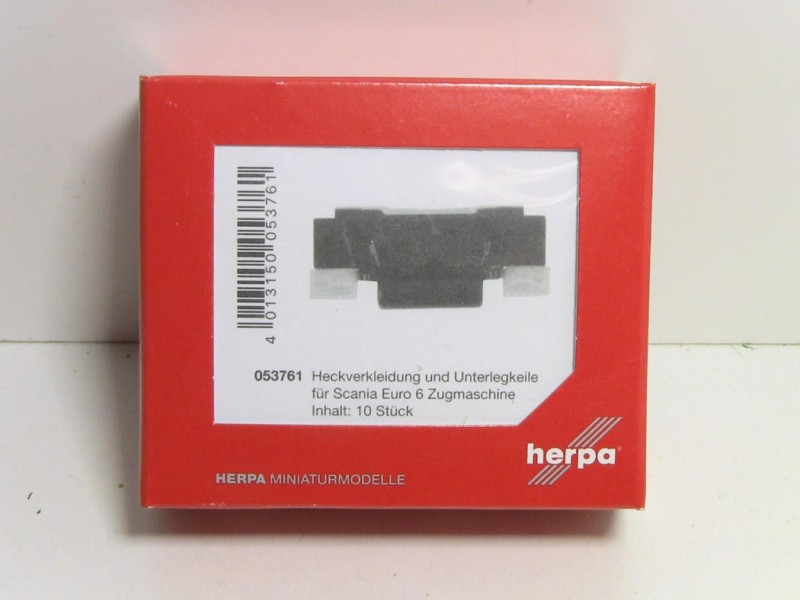 4 013150 053761
053761 Heckverkleidung und Unterlegkeile
für Scania Euro 6 Zugmaschine
Inhalt: 10 Stück
herpa®
HERPA MINIATURMODELLE